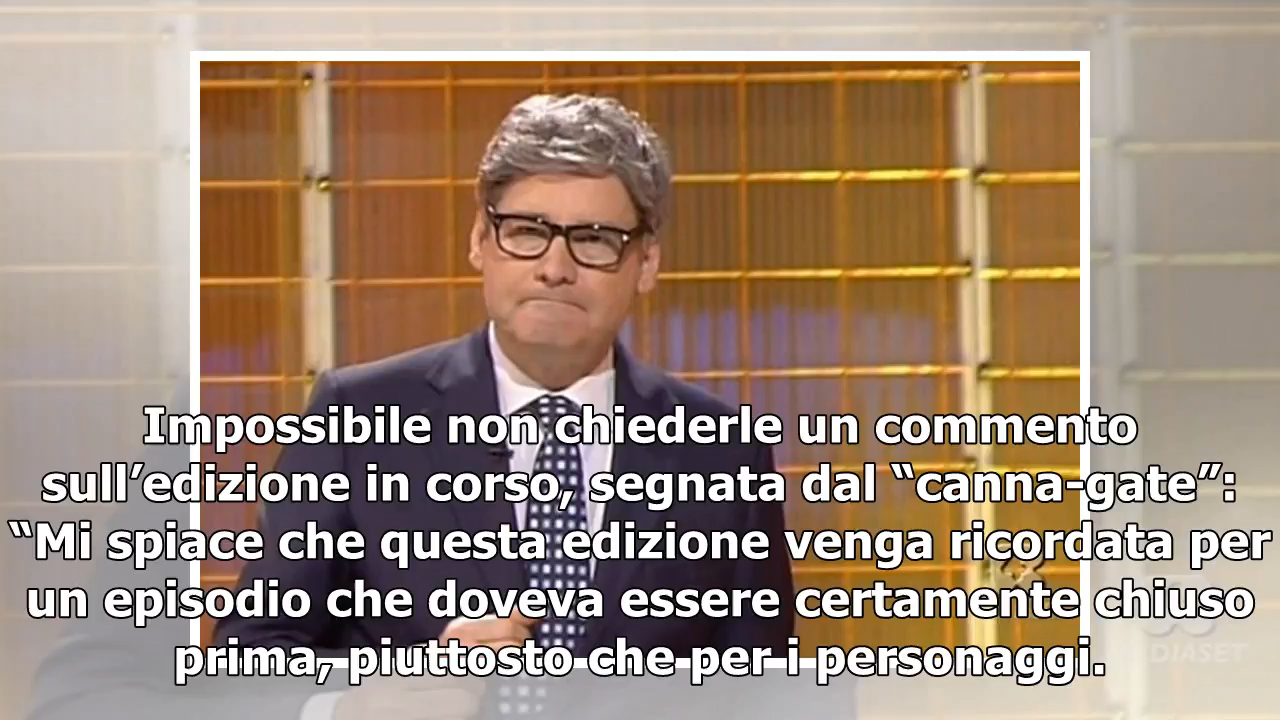 Impossibile non chiederle un commento
sull’edizione in corso, segnata dal “canna-gate”:
“Mi spiace che questa edizione venga ricordata per
un episodio che doveva essere certamente chiuso
prima, piuttosto che per i personaggi.
DIASET